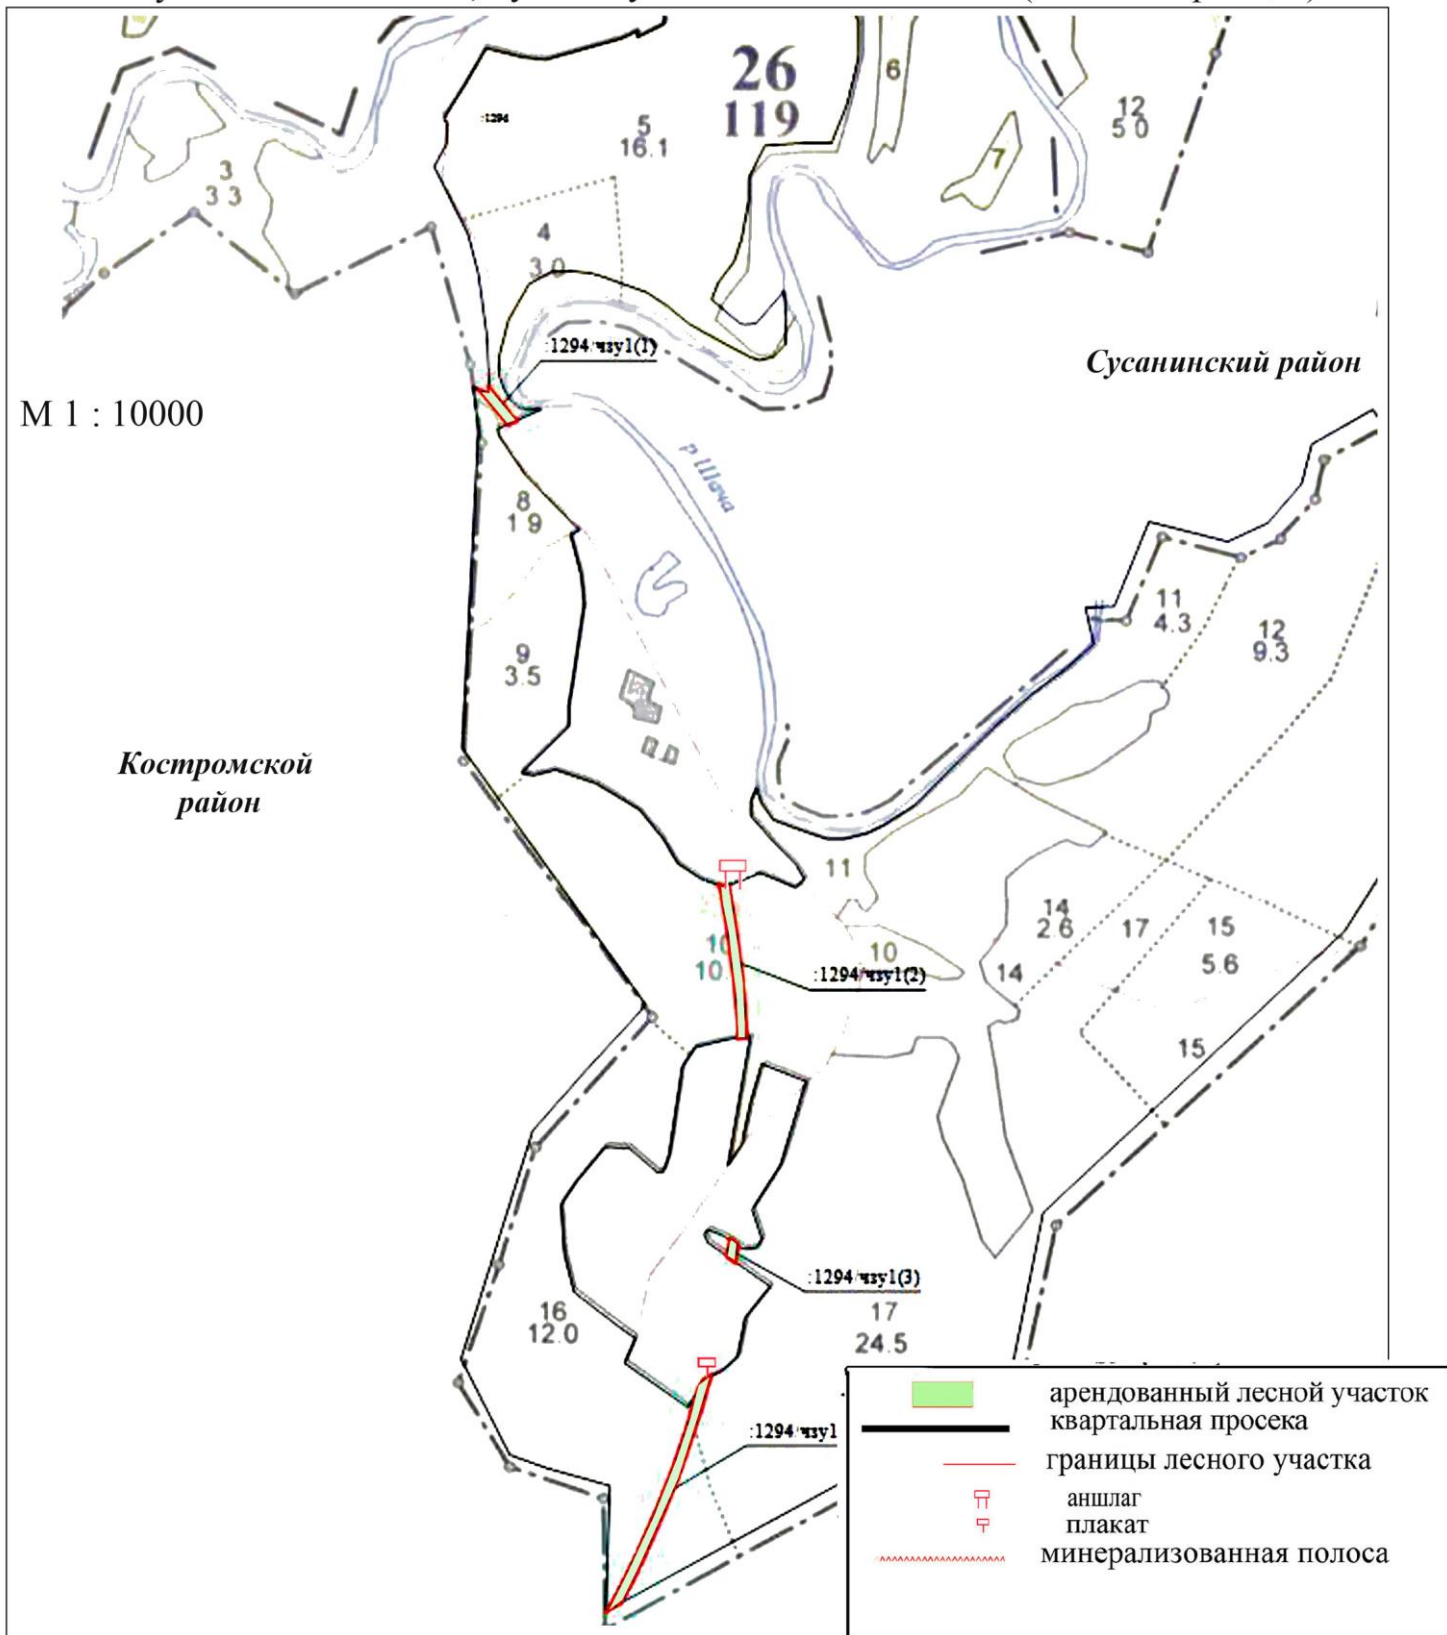 26
119
:1294
5
16.1
6
7
12
5 0
3
3 3
4
3.0
:1294/чзу1(1)
Сусанинский район
М 1 : 10000
р Шача
8
1 9
9
3.5
11
4.3
12
9.3
Костромской
район
11
10
10.
10
:1294/чзу1(2)
14
2.6
14
17
15
5.6
15
:1294/чзу1(3)
16
12.0
17
24.5
:1294/чзу1
арендованный лесной участок
квартальная просека
границы лесного участка
аншлаг
плакат
минерализованная полоса